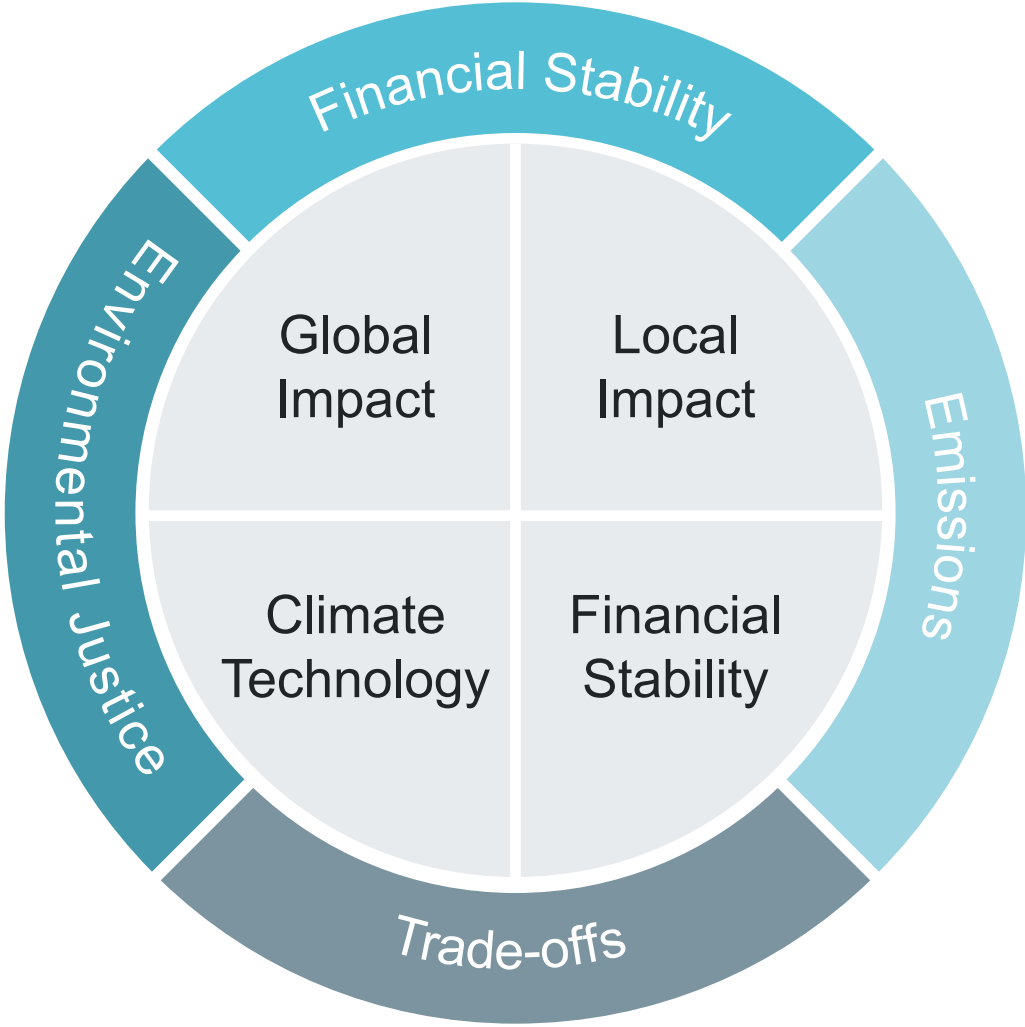 Financial Stability
Environmental Justice
Global
Impact
Local
Impact
Emissions
Climate
Technology
Financial
Stability
Trade-offs